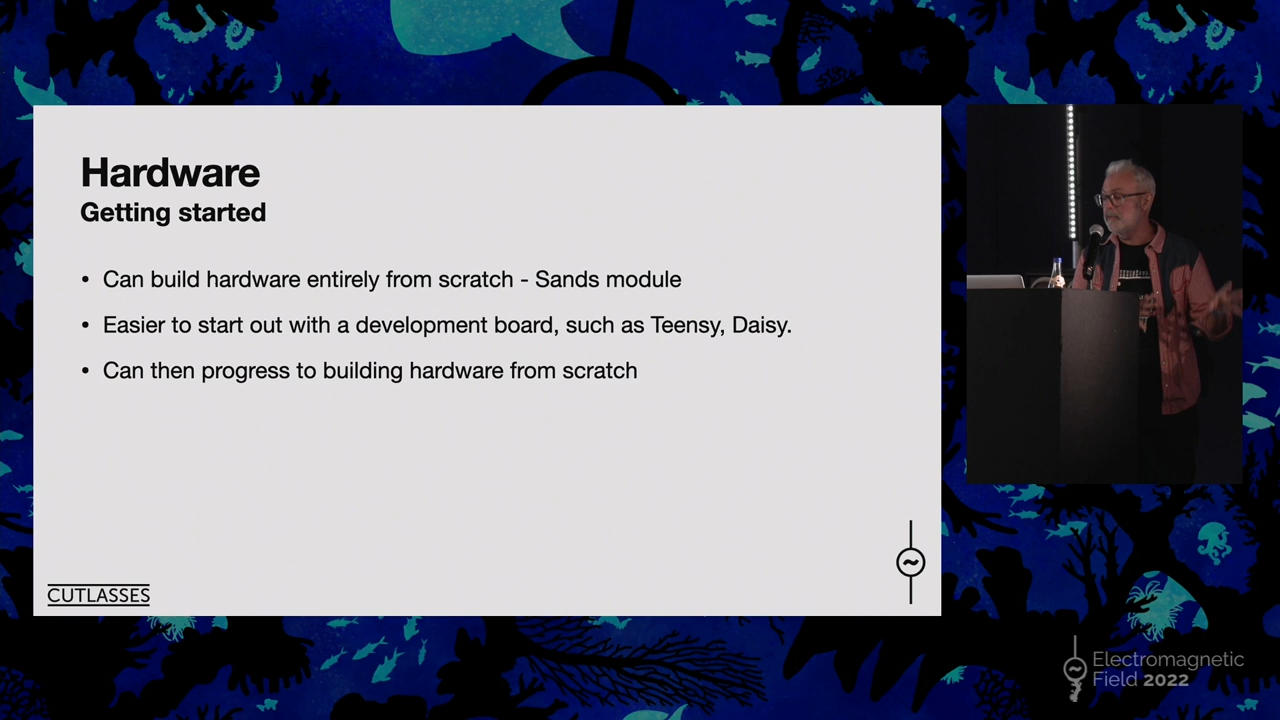 Hardware
Getting started
• Can build hardware entirely from scratch - Sands module
• Easier to start out with a development board, such as Teensy, Daisy.
• Can then progress to building hardware from scratch
CUTLASSES
Electromagnetic
Field 2022